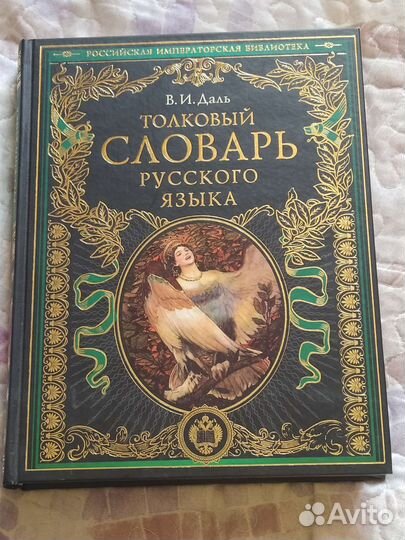 РОССИЙСКАЯ ИМПЕРАТОРСКАЯ БИБЛИОТЕКА
В. И. ДАЛЬ
ТОЛКОВЫЙ
СЛОВАРЬ
РУССКОГО
ЯЗЫКА
Avito